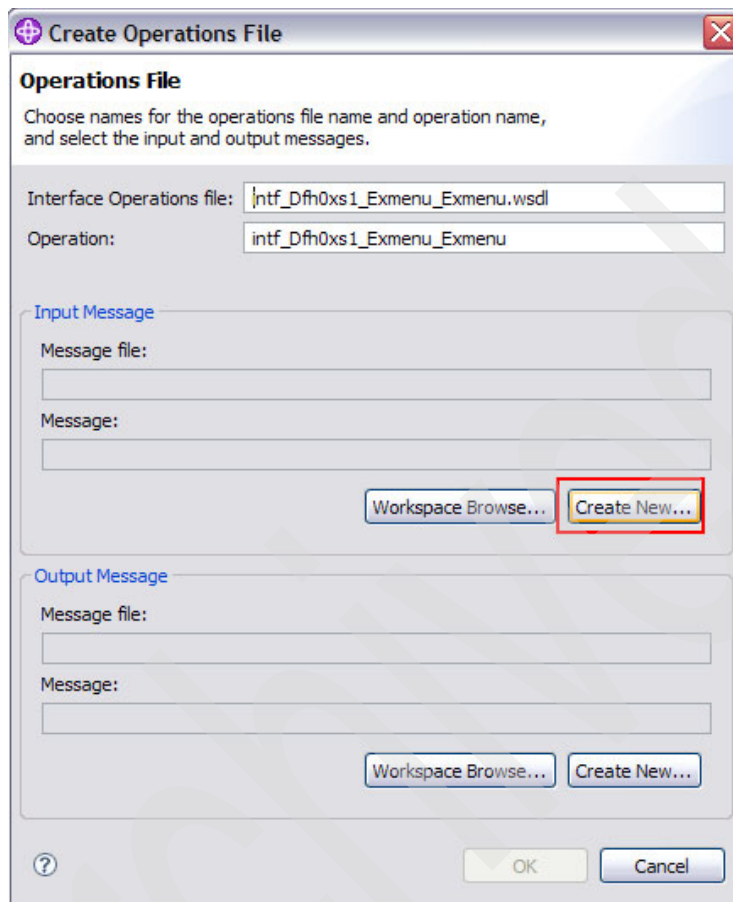 Create Operations File
Operations File
Choose names for the operations file name and operation name,
and select the input and output messages.
Interface Operations file: intf_Dfh0xs1_Exmenu_Exmenu.wsdl
Operation: intf_Dfh0xs1_Exmenu_Exmenu
Input Message
Message file:
Message:
Workspace Browse... Create New...
Output Message
Message file:
Message:
Workspace Browse... Create New...
? OK Cancel